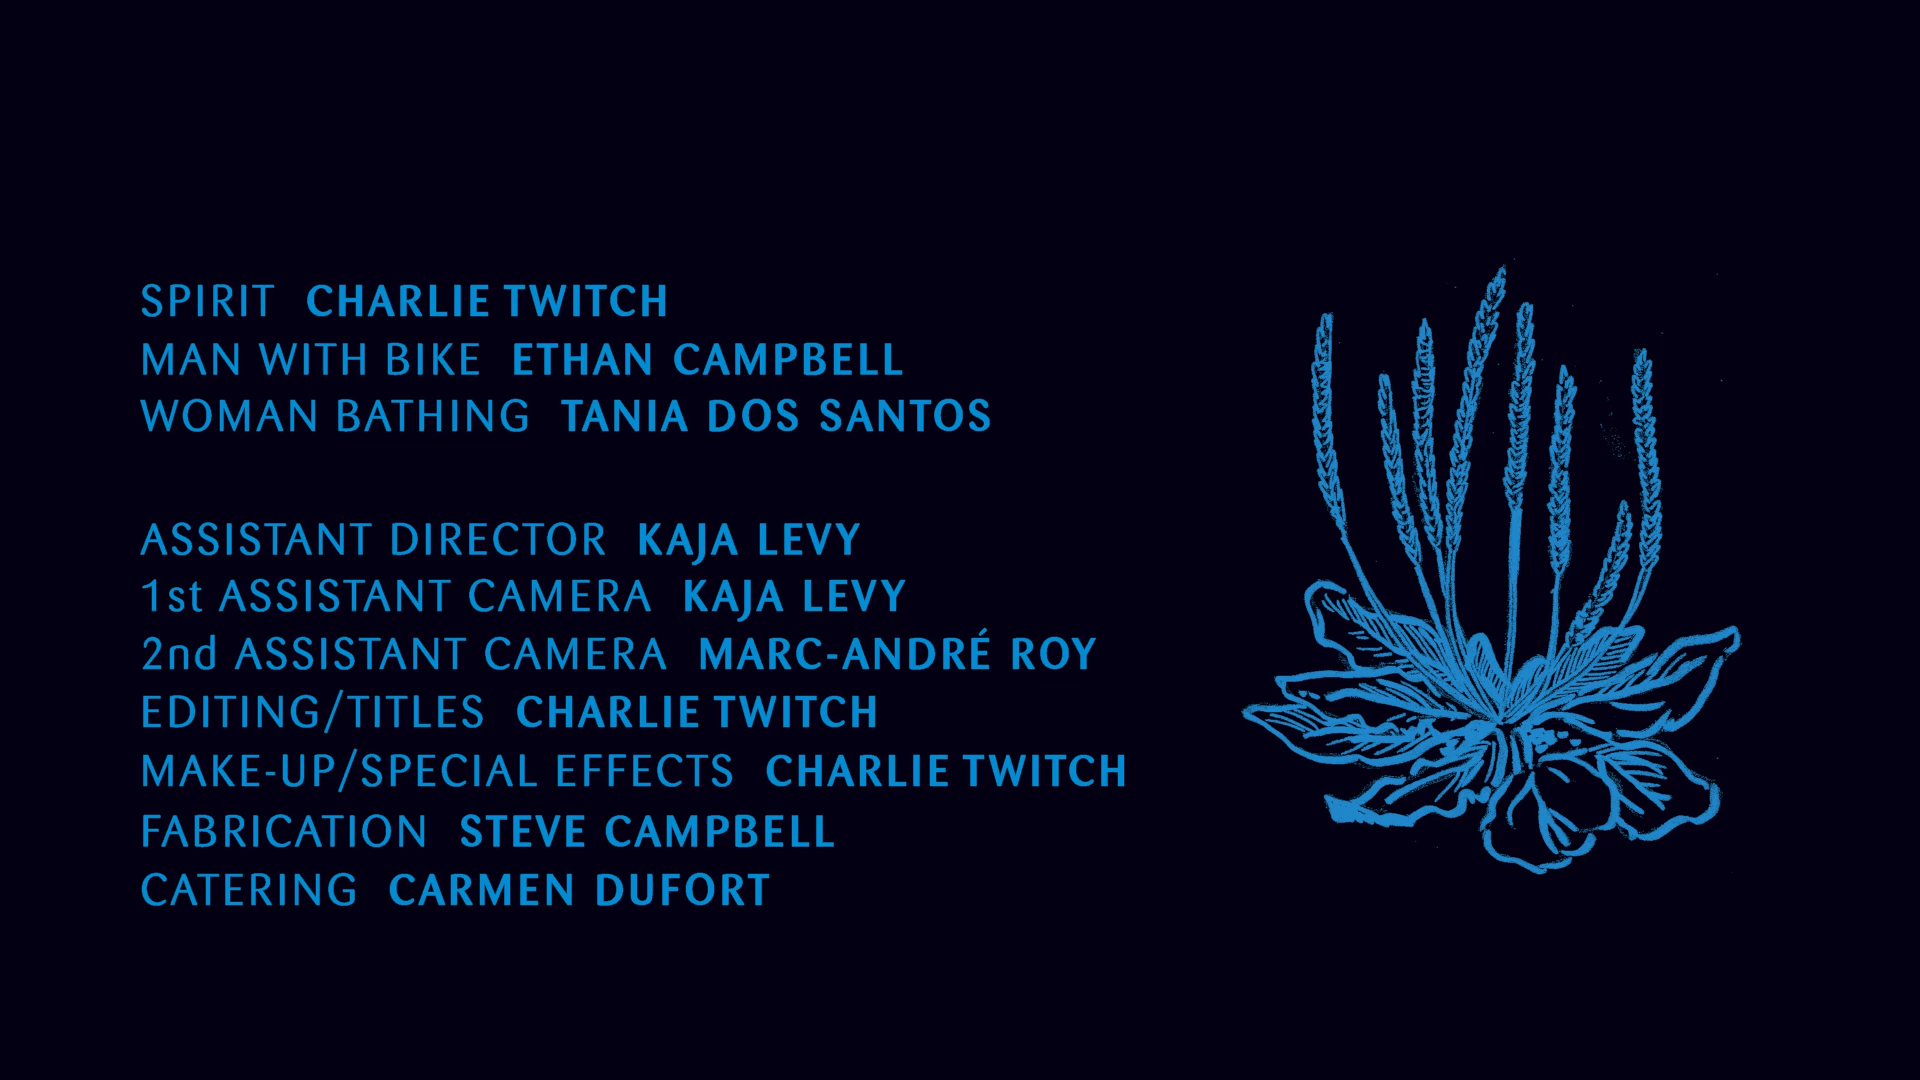 SPIRIT CHARLIE TWITCH
MAN WITH BIKE ETHAN CAMPBELL
WOMAN BATHING TANIA DOS SANTOS
ASSISTANT DIRECTOR KAJA LEVY
1st ASSISTANT CAMERA KAJA LEVY
2nd ASSISTANT CAMERA MARC-ANDRÉ ROY
EDITING/TITLES CHARLIE TWITCH
MAKE-UP/SPECIAL EFFECTS CHARLIE TWITCH
FABRICATION STEVE CAMPBELL
CATERING CARMEN DUFORT